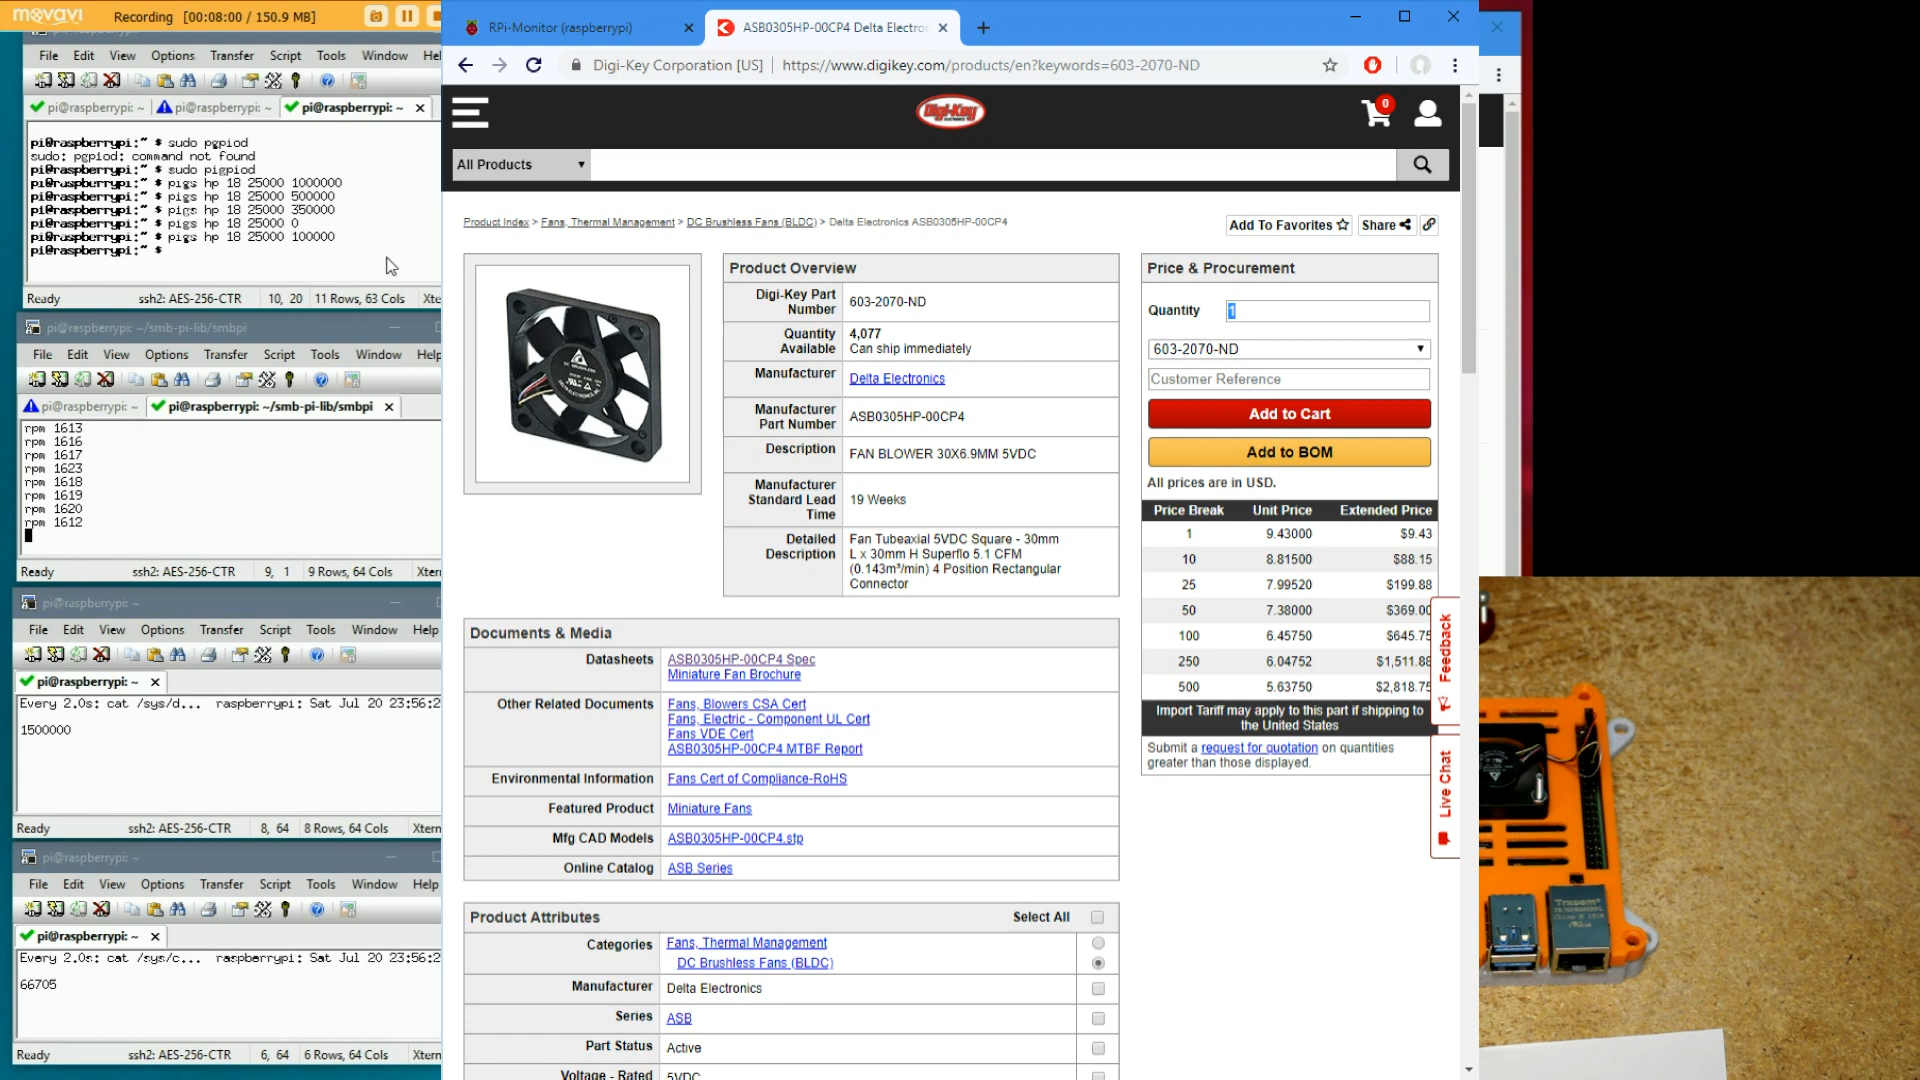 movavi
Recording [00:08:00 / 150.9 MB]
File Edit View Options Transfer Script Tools Window Hel
pi@raspberrypi: ~ pi@raspberrypi: ~ pi@raspberrypi: ~
pi@raspberrypi:~ $ sudo pgpiod
sudo: pgpiod: command not found
pi@raspberrypi:~ $ sudo pigpiod
pi@raspberrypi:~ $ pigs hp 18 25000 1000000
pi@raspberrypi:~ $ pigs hp 18 25000 500000
pi@raspberrypi:~ $ pigs hp 18 25000 350000
pi@raspberrypi:~ $ pigs hp 18 25000 0
pi@raspberrypi:~ $ pigs hp 18 25000 100000
pi@raspberrypi:~ $
Ready ssh2: AES-256-CTR 10, 20 11 Rows, 63 Cols Xte
pi@raspberrypi: ~/smb-pi-lib/smbpi
File Edit View Options Transfer Script Tools Window Help
pi@raspberrypi: ~ pi@raspberrypi: ~/smb-pi-lib/smbpi
rpm 1613
rpm 1616
rpm 1617
rpm 1623
rpm 1618
rpm 1619
rpm 1620
rpm 1612
Ready ssh2: AES-256-CTR 9, 1 9 Rows, 64 Cols Xterr
pi@raspberrypi: ~
File Edit View Options Transfer Script Tools Window Help
pi@raspberrypi: ~
Every 2.0s: cat /sys/d... raspberrypi: Sat Jul 20 23:56:2
1500000
Ready ssh2: AES-256-CTR 8, 64 8 Rows, 64 Cols Xterr
pi@raspberrypi: ~
File Edit View Options Transfer Script Tools Window Help
pi@raspberrypi: ~
Every 2.0s: cat /sys/c... raspberrypi: Sat Jul 20 23:56:2
66705
Ready ssh2: AES-256-CTR 6, 64 6 Rows, 64 Cols Xterr
RPi-Monitor (raspberrypi)
ASB0305HP-00CP4 Delta Electro
Digi-Key Corporation [US] | https://www.digikey.com/products/en?keywords=603-2070-ND
Digi-Key
ELECTRONICS
0
All Products
Product Index > Fans, Thermal Management > DC Brushless Fans (BLDC) > Delta Electronics ASB0305HP-00CP4
Add To Favorites Share
Product Overview
Digi-Key Part Number 603-2070-ND
Quantity Available 4,077
Can ship immediately
Manufacturer Delta Electronics
Manufacturer Part Number ASB0305HP-00CP4
Description FAN BLOWER 30X6.9MM 5VDC
Manufacturer Standard Lead Time 19 Weeks
Detailed Description Fan Tubeaxial 5VDC Square - 30mm
L x 30mm H Superflo 5.1 CFM
(0.143m³/min) 4 Position Rectangular
Connector
Price & Procurement
Quantity 1
603-2070-ND
Customer Reference
Add to Cart
Add to BOM
All prices are in USD.
Price Break Unit Price Extended Price
1 9.43000 $9.43
10 8.81500 $88.15
25 7.99520 $199.88
50 7.38000 $369.00
100 6.45750 $645.75
250 6.04752 $1,511.88
500 5.63750 $2,818.75
Import Tariff may apply to this part if shipping to
the United States
Submit a request for quotation on quantities
greater than those displayed.
Feedback
Live Chat
Documents & Media
Datasheets ASB0305HP-00CP4 Spec
Miniature Fan Brochure
Other Related Documents Fans, Blowers CSA Cert
Fans, Electric - Component UL Cert
Fans VDE Cert
ASB0305HP-00CP4 MTBF Report
Environmental Information Fans Cert of Compliance-RoHS
Featured Product Miniature Fans
Mfg CAD Models ASB0305HP-00CP4.stp
Online Catalog ASB Series
Product Attributes Select All
Categories Fans, Thermal Management
DC Brushless Fans (BLDC)
Manufacturer Delta Electronics
Series ASB
Part Status Active
Voltage - Rated 5VDC